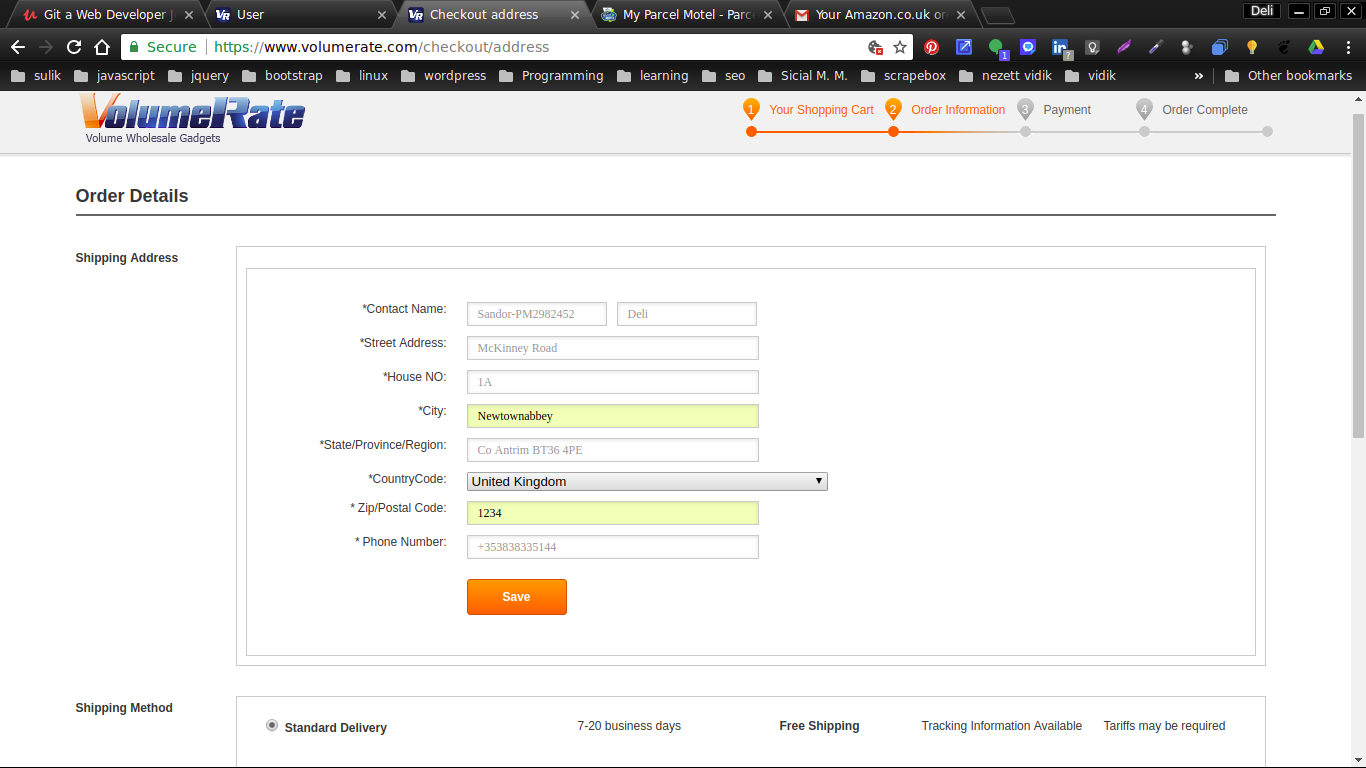 Git a Web Developer J
User
Checkout address
My Parcel Motel - Parc
Your Amazon.co.uk or
Deli
Secure https://www.volumerate.com/checkout/address
1
?
sulik javascript jquery bootstrap linux wordpress Programming learning seo Sicial M. M. scrapebox nezett vidik vidik » Other bookmarks
VolumeRate
Volume Wholesale Gadgets
1 Your Shopping Cart 2 Order Information 3 Payment 4 Order Complete
Order Details
Shipping Address
*Contact Name: Sandor-PM2982452 Deli
*Street Address: McKinney Road
*House NO: 1A
*City: Newtownabbey
*State/Province/Region: Co Antrim BT36 4PE
*CountryCode: United Kingdom
* Zip/Postal Code: 1234
* Phone Number: +353838335144
Save
Shipping Method
Standard Delivery 7-20 business days Free Shipping Tracking Information Available Tariffs may be required